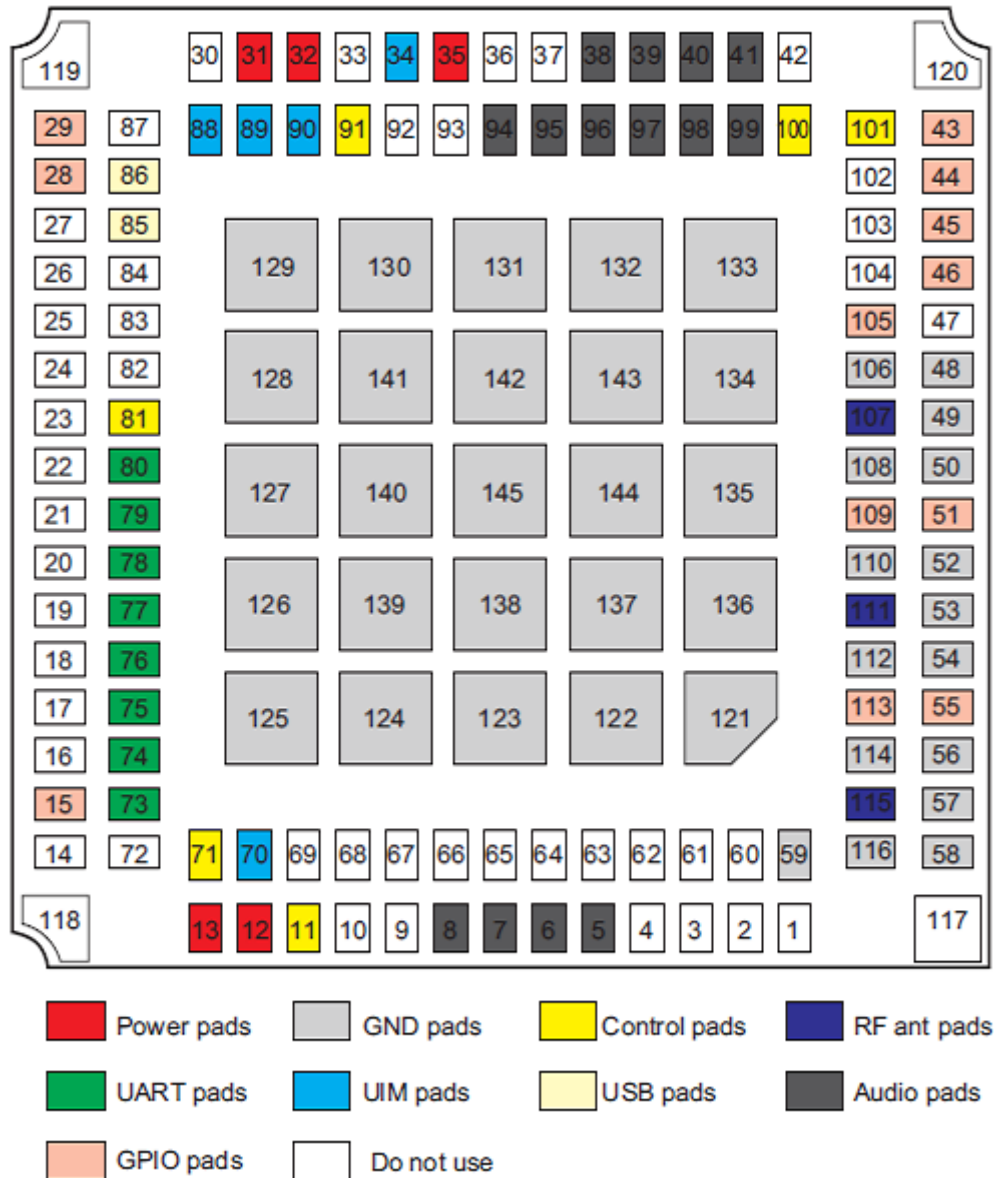 119 30 31 32 33 34 35 36 37 38 39 40 41 42 120
29 87 88 89 90 91 92 93 94 95 96 97 98 99 100 101 43
28 86 102 44
27 85 103 45
26 84 129 130 131 132 133 104 46
25 83 105 47
24 82 128 141 142 143 134 106 48
23 81 107 49
22 80 108 50
21 79 127 140 145 144 135 109 51
20 78 110 52
19 77 126 139 138 137 136 111 53
18 76 112 54
17 75 125 124 123 122 121 113 55
16 74 114 56
15 73 115 57
14 72 71 70 69 68 67 66 65 64 63 62 61 60 59 116 58
118 13 12 11 10 9 8 7 6 5 4 3 2 1 117
Power pads GND pads Control pads RF ant pads
UART pads UIM pads USB pads Audio pads
GPIO pads Do not use